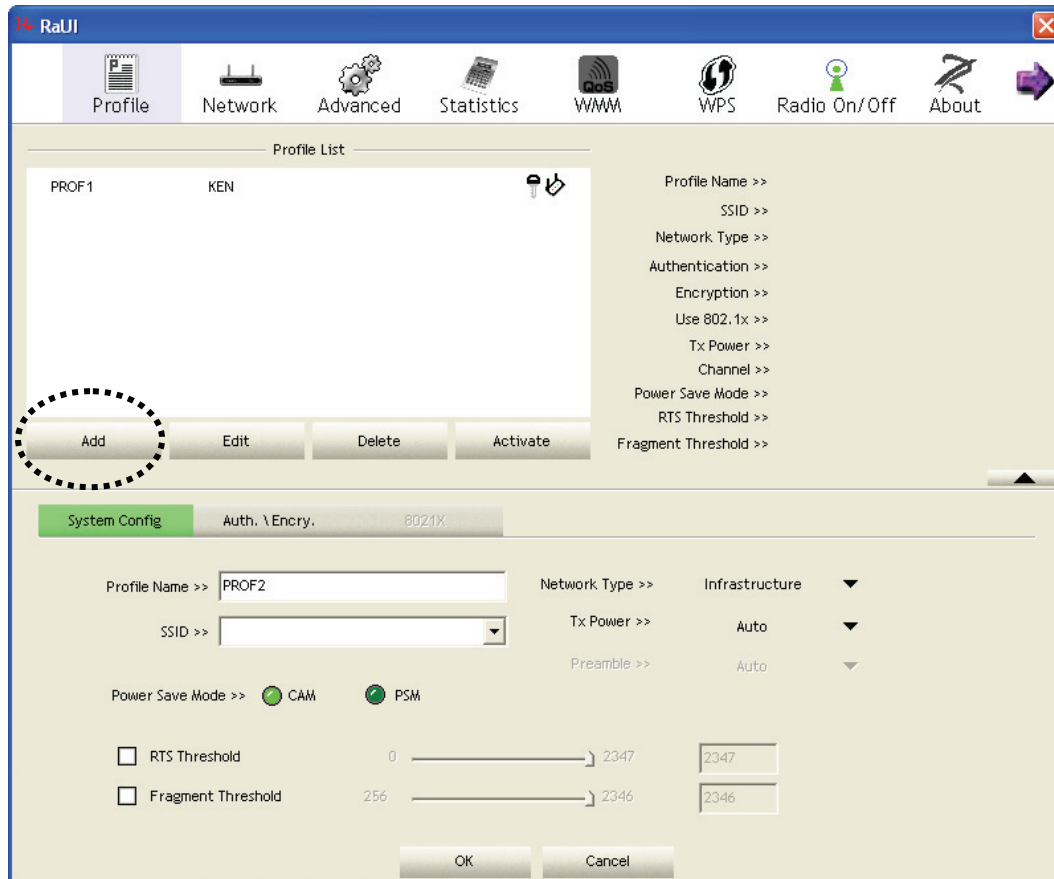 RaUI
Profile Network Advanced Statistics QoS WMM WPS Radio On/Off About
Profile List
PROF1 KEN
Add Edit Delete Activate
Profile Name >>
SSID >>
Network Type >>
Authentication >>
Encryption >>
Use 802.1x >>
Tx Power >>
Channel >>
Power Save Mode >>
RTS Threshold >>
Fragment Threshold >>
System Config Auth. \ Encry. 8021X
Profile Name >> PROF2 Network Type >> Infrastructure
SSID >> Tx Power >> Auto
Preamble >> Auto
Power Save Mode >> CAM PSM
RTS Threshold 0 2347 2347
Fragment Threshold 256 2346 2346
OK Cancel